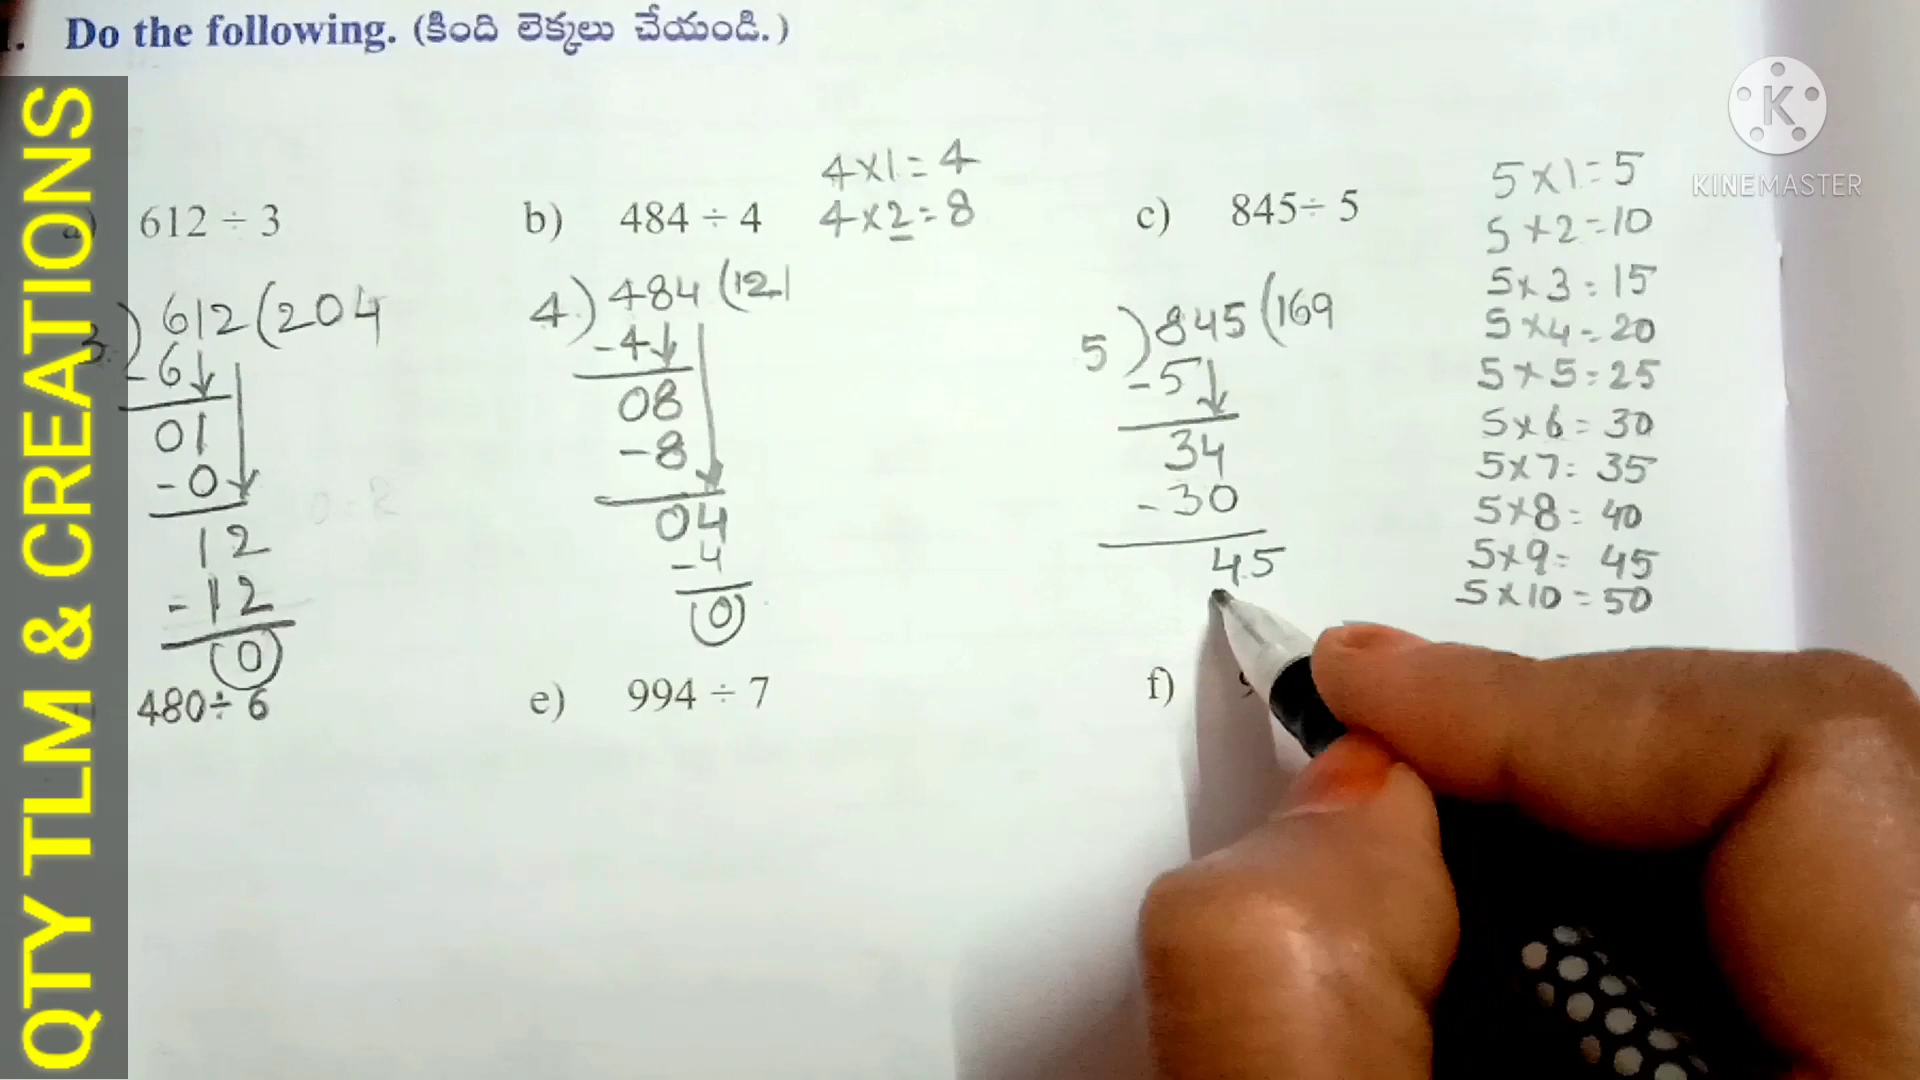 Do the following. (కింది లెక్కలు చేయండి.)
QTY TLM & CREATIONS
KINEMASTER
a) 612 ÷ 3
3) 612 (204
- 6
01
- 0
12
- 12
0
b) 484 ÷ 4
4×1=4
4×2=8
4) 484 (121
- 4
08
- 8
04
- 4
0
c) 845÷ 5
5) 845 (169
- 5
34
- 30
45
5×1=5
5×2=10
5×3=15
5×4=20
5×5=25
5×6=30
5×7=35
5×8=40
5×9=45
5×10=50
480÷ 6
e) 994 ÷ 7
f)